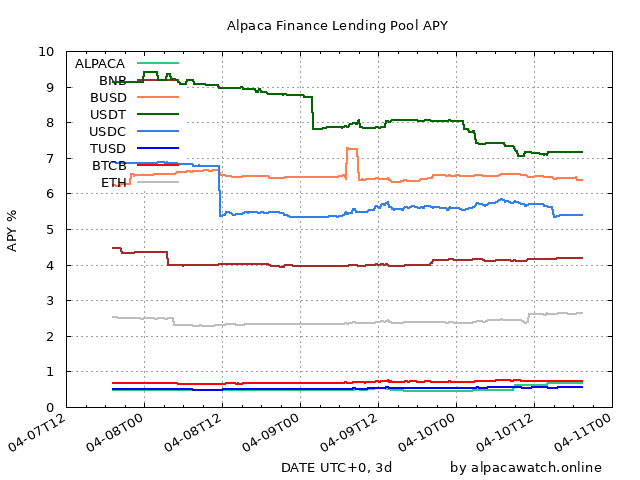 Alpaca Finance Lending Pool APY
APY %
10
9
8
7
6
5
4
3
2
1
0
ALPACA
BNB
BUSD
USDT
USDC
TUSD
BTCB
ETH
04-07T12
04-08T00
04-08T12
04-09T00
04-09T12
04-10T00
04-10T12
04-11T00
DATE UTC+0, 3d
by alpacawatch.online